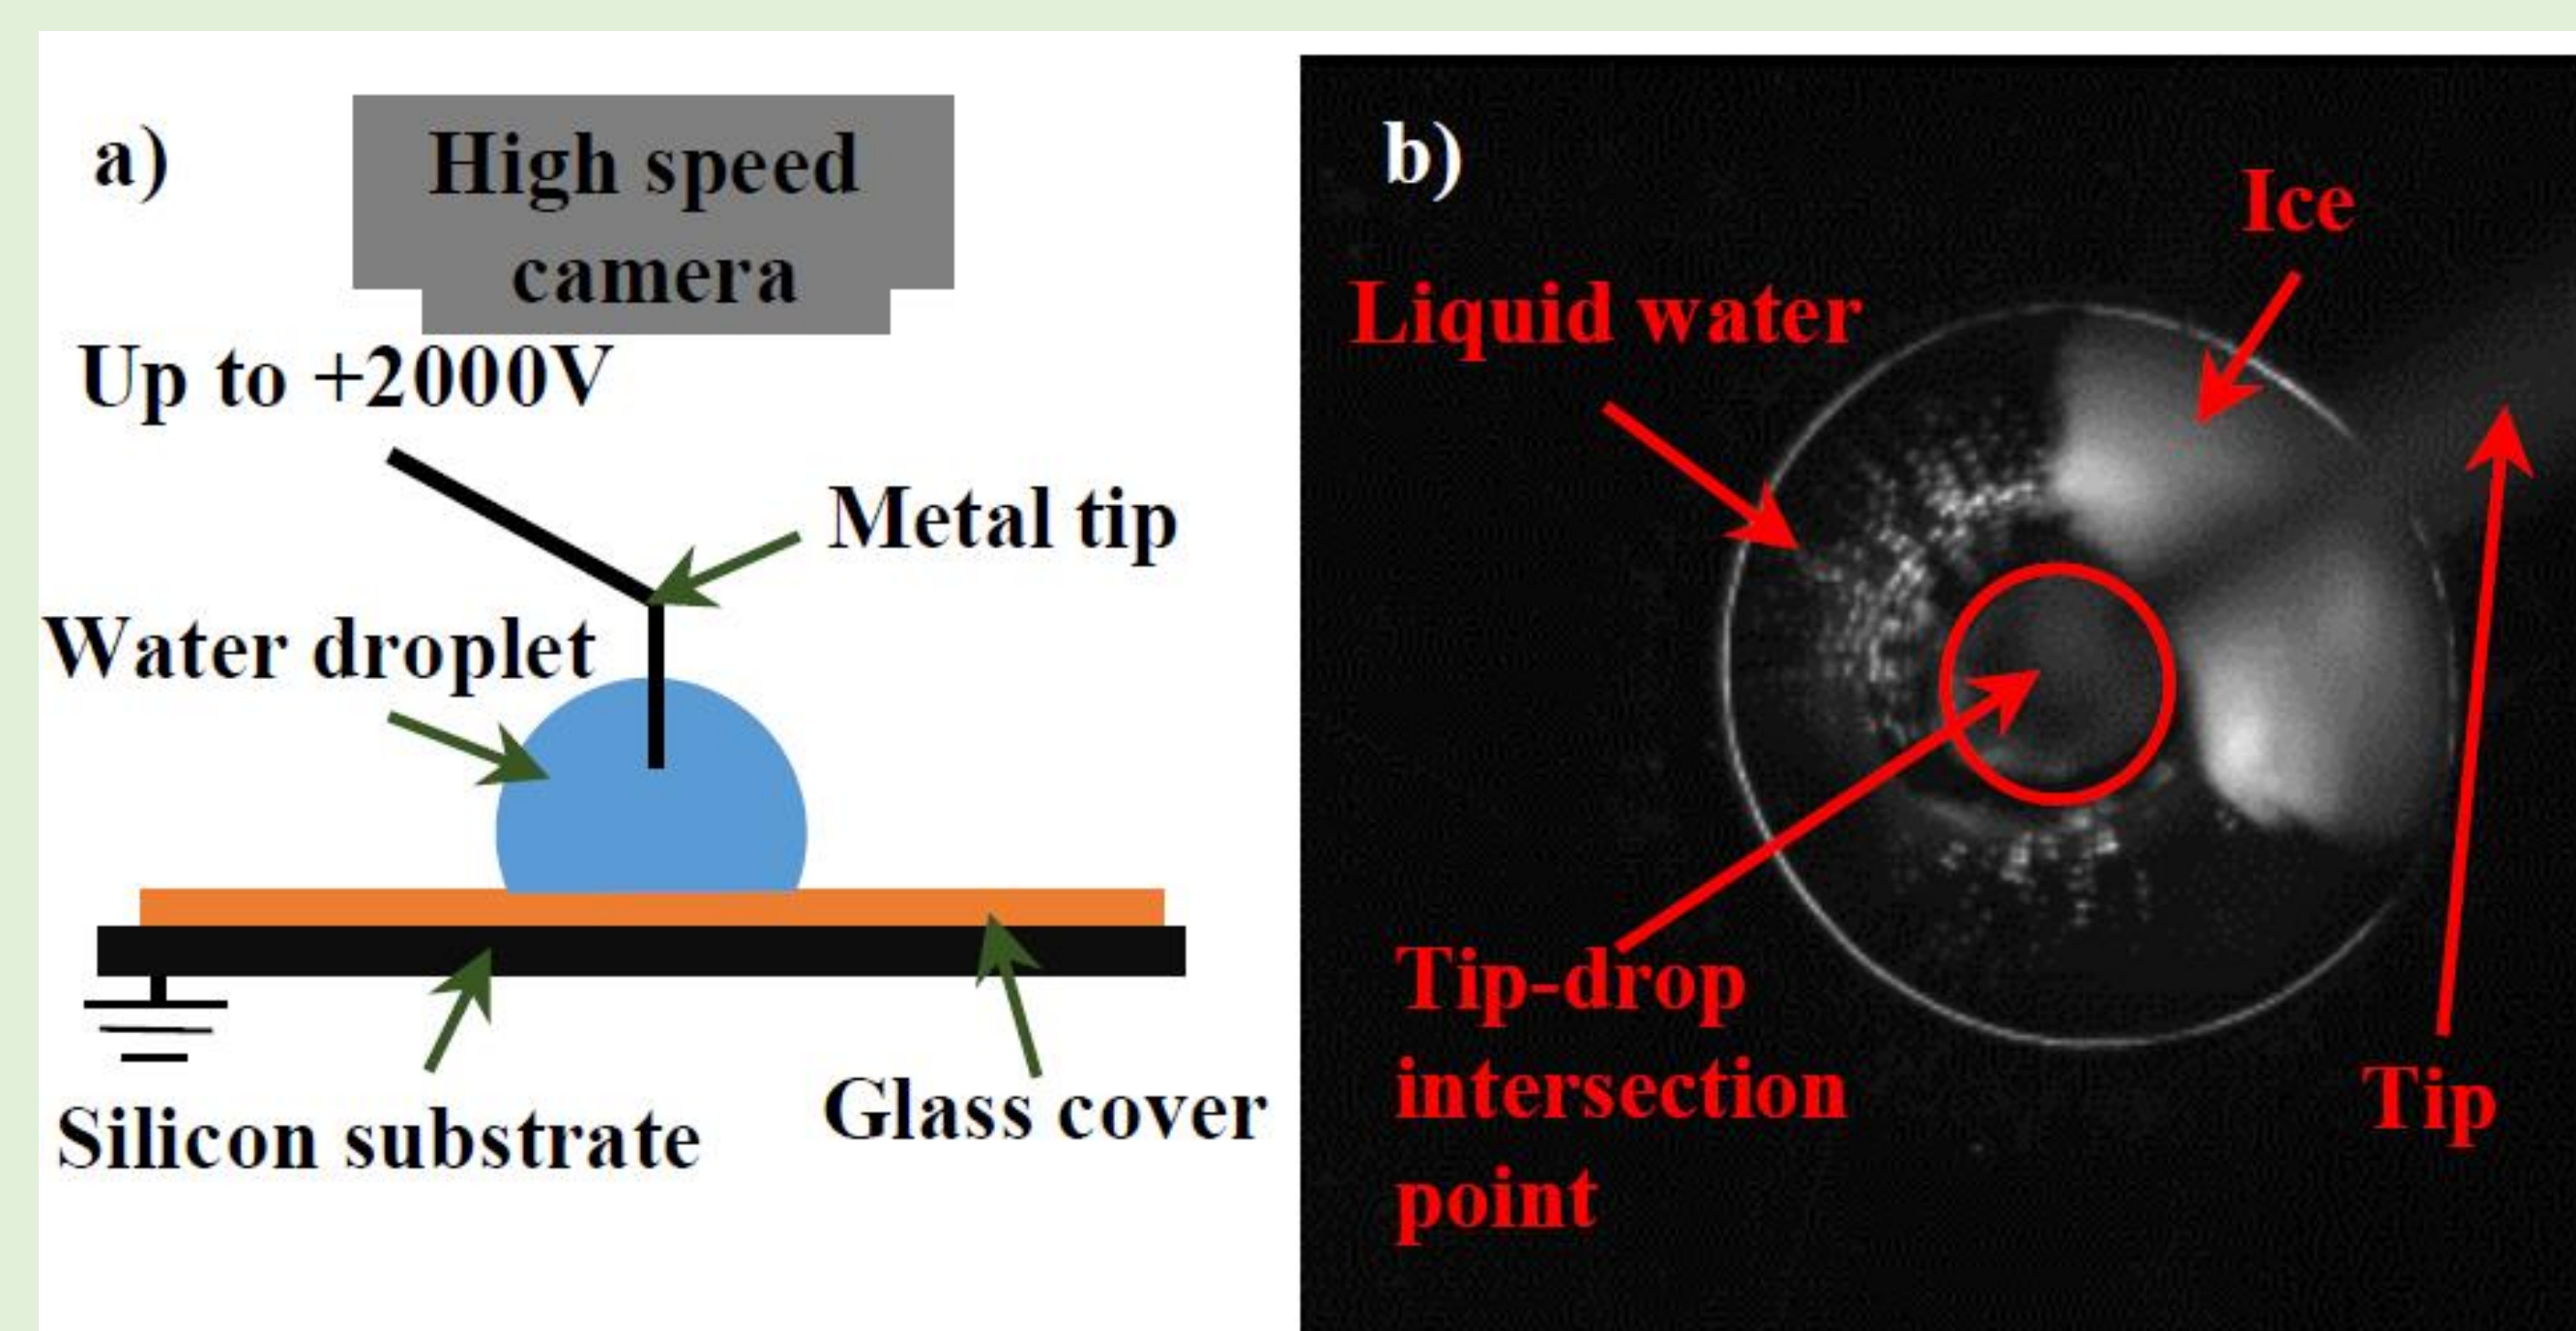 a)
High speed
camera
Up to +2000V
Metal tip
Water droplet
Silicon substrate
Glass cover
b)
Ice
Liquid water
Tip-drop
intersection
point
Tip